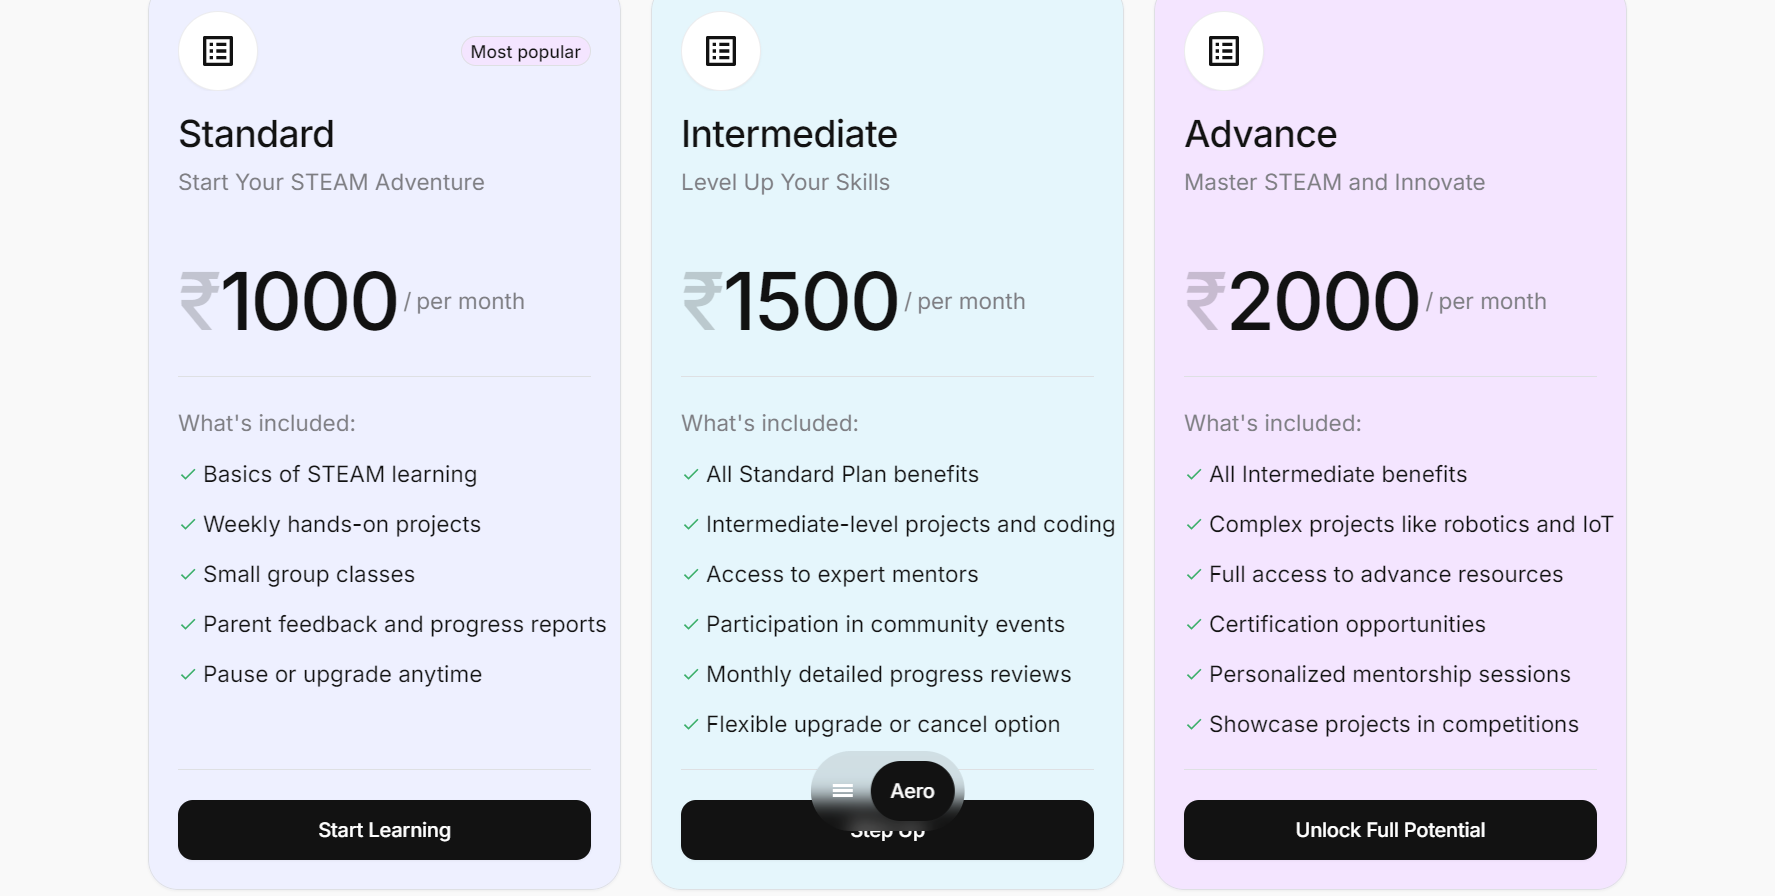 Most popular
Standard
Start Your STEAM Adventure
₹1000 / per month
What's included:
Basics of STEAM learning
Weekly hands-on projects
Small group classes
Parent feedback and progress reports
Pause or upgrade anytime
Start Learning
Intermediate
Level Up Your Skills
₹1500 / per month
What's included:
All Standard Plan benefits
Intermediate-level projects and coding
Access to expert mentors
Participation in community events
Monthly detailed progress reviews
Flexible upgrade or cancel option
Aero
Step Up
Advance
Master STEAM and Innovate
₹2000 / per month
What's included:
All Intermediate benefits
Complex projects like robotics and IoT
Full access to advance resources
Certification opportunities
Personalized mentorship sessions
Showcase projects in competitions
Unlock Full Potential